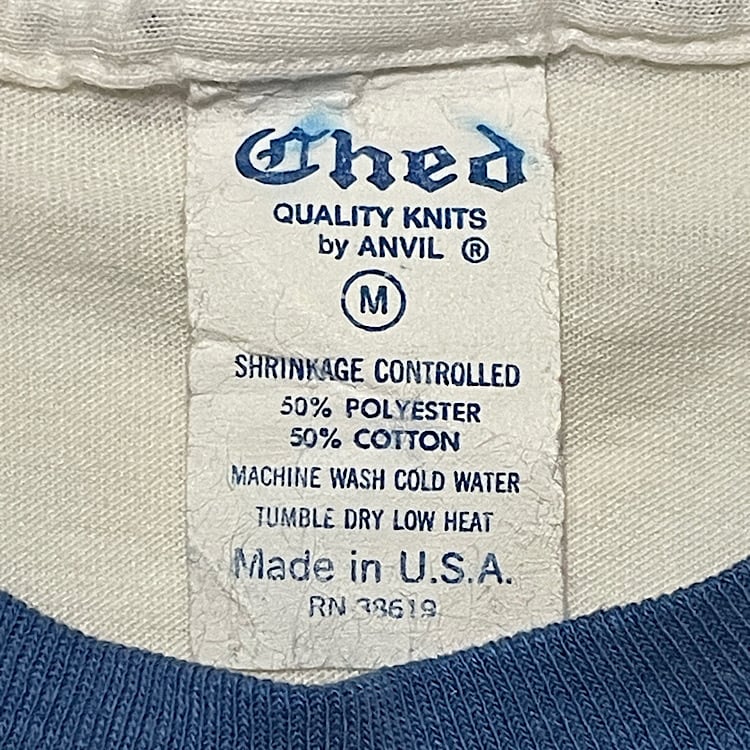 Ched
QUALITY KNITS
by ANVIL ®
M
SHRINKAGE CONTROLLED
50% POLYESTER
50% COTTON
MACHINE WASH COLD WATER
TUMBLE DRY LOW HEAT
Made in U.S.A.
RN 38619